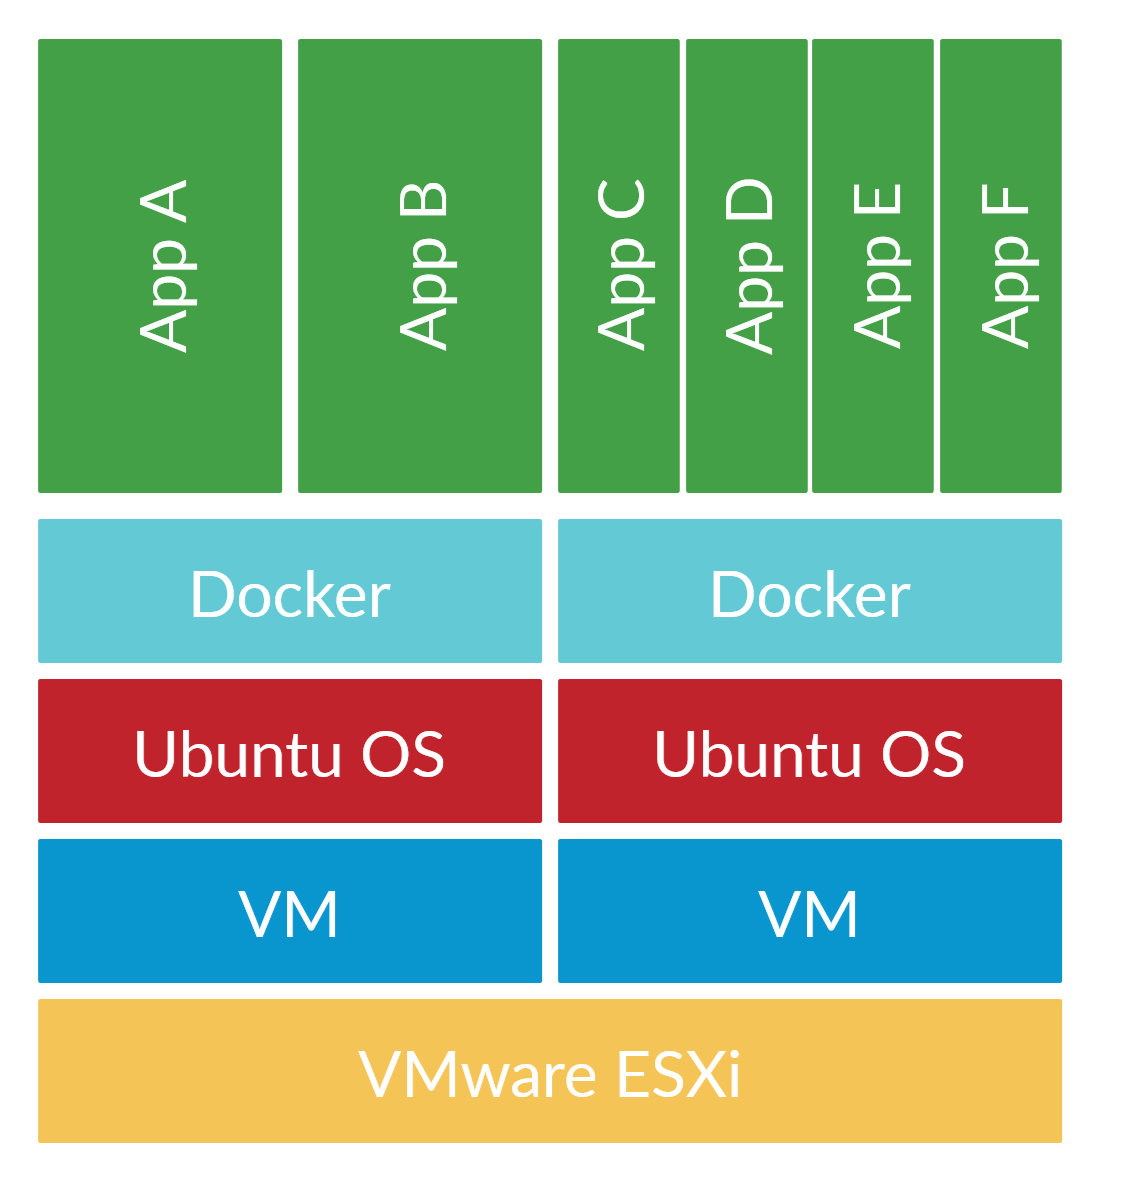 App A
App B
App C
App D
App E
App F
Docker
Docker
Ubuntu OS
Ubuntu OS
VM
VM
VMware ESXi